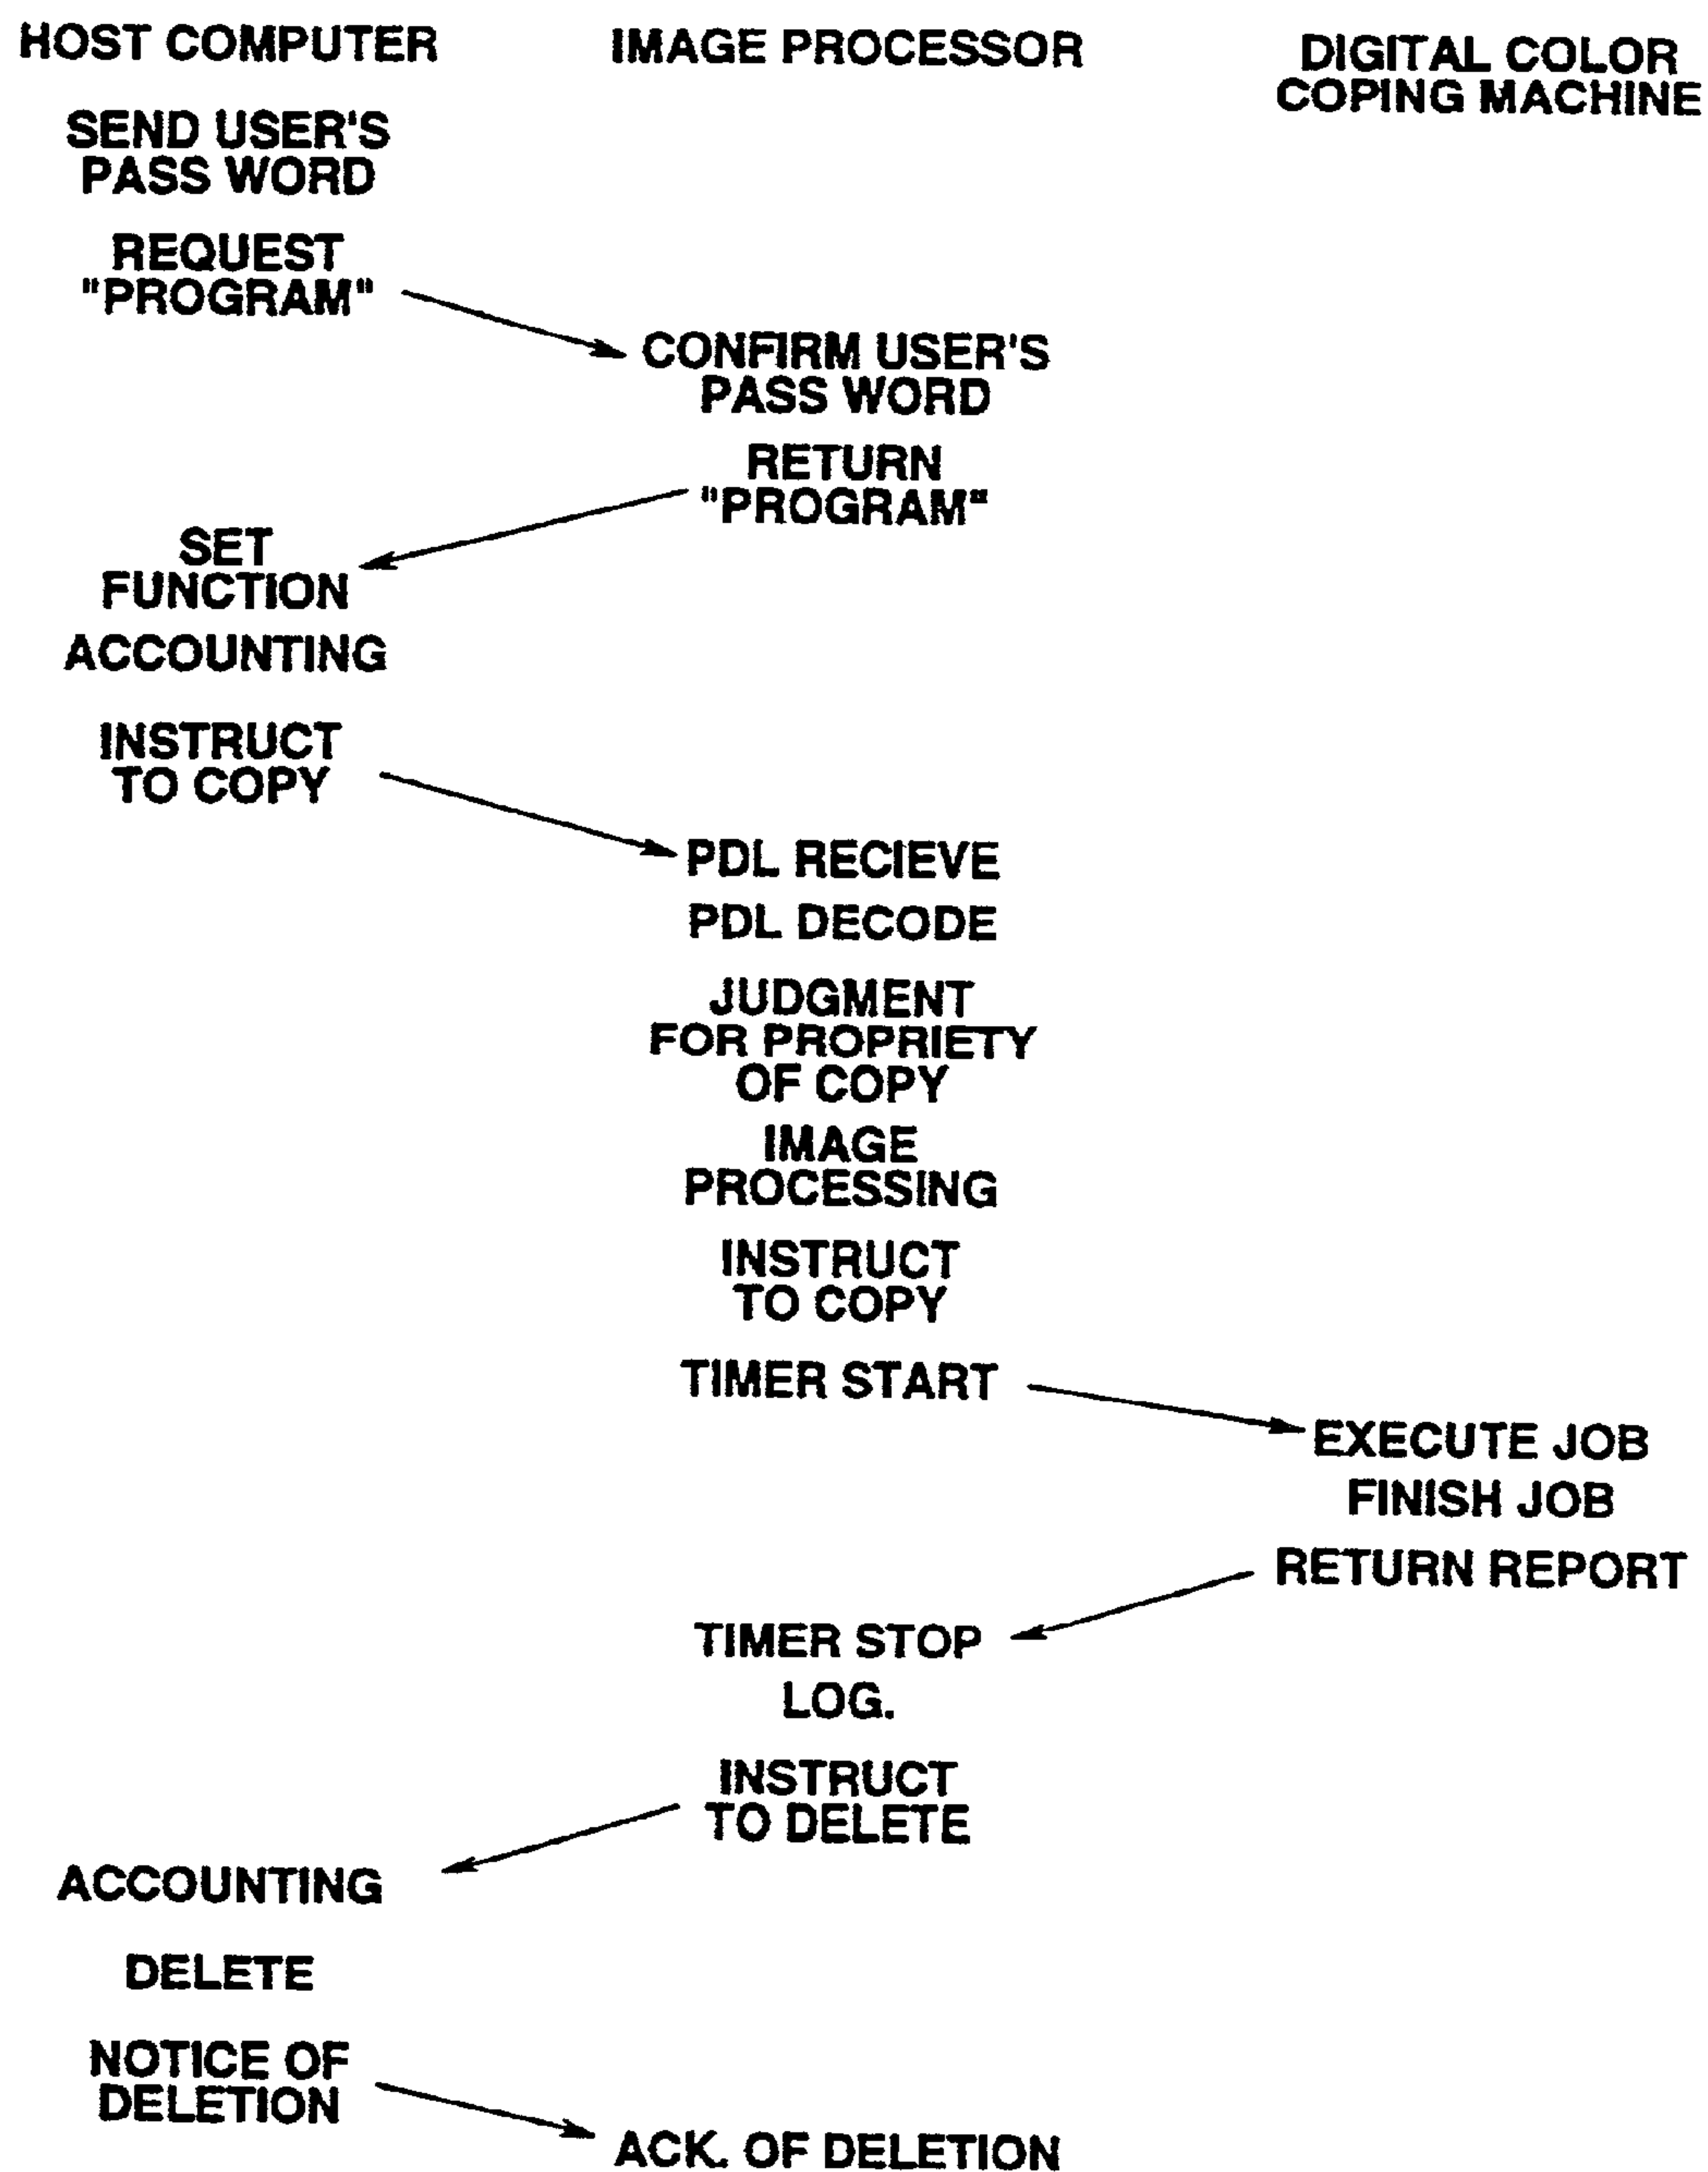 HOST COMPUTER
IMAGE PROCESSOR
DIGITAL COLOR
COPING MACHINE
SEND USER'S
PASS WORD
REQUEST
"PROGRAM"
CONFIRM USER'S
PASS WORD
RETURN
"PROGRAM"
SET
FUNCTION
ACCOUNTING
INSTRUCT
TO COPY
PDL RECIEVE
PDL DECODE
JUDGMENT
FOR PROPRIETY
OF COPY
IMAGE
PROCESSING
INSTRUCT
TO COPY
TIMER START
EXECUTE JOB
FINISH JOB
RETURN REPORT
TIMER STOP
LOG.
INSTRUCT
TO DELETE
ACCOUNTING
DELETE
NOTICE OF
DELETION
ACK. OF DELETION